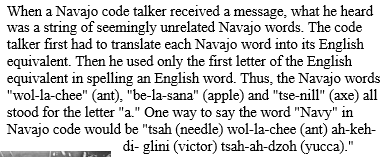 When a Navajo code talker received a message, what he heard
was a string of seemingly unrelated Navajo words. The code
talker first had to translate each Navajo word into its English
equivalent. Then he used only the first letter of the English
equivalent in spelling an English word. Thus, the Navajo words
"wol-la-chee" (ant), "be-la-sana" (apple) and "tse-nill" (axe) all
stood for the letter "a." One way to say the word "Navy" in
Navajo code would be "tsah (needle) wol-la-chee (ant) ah-keh-
di- glini (victor) tsah-ah-dzoh (yucca)."